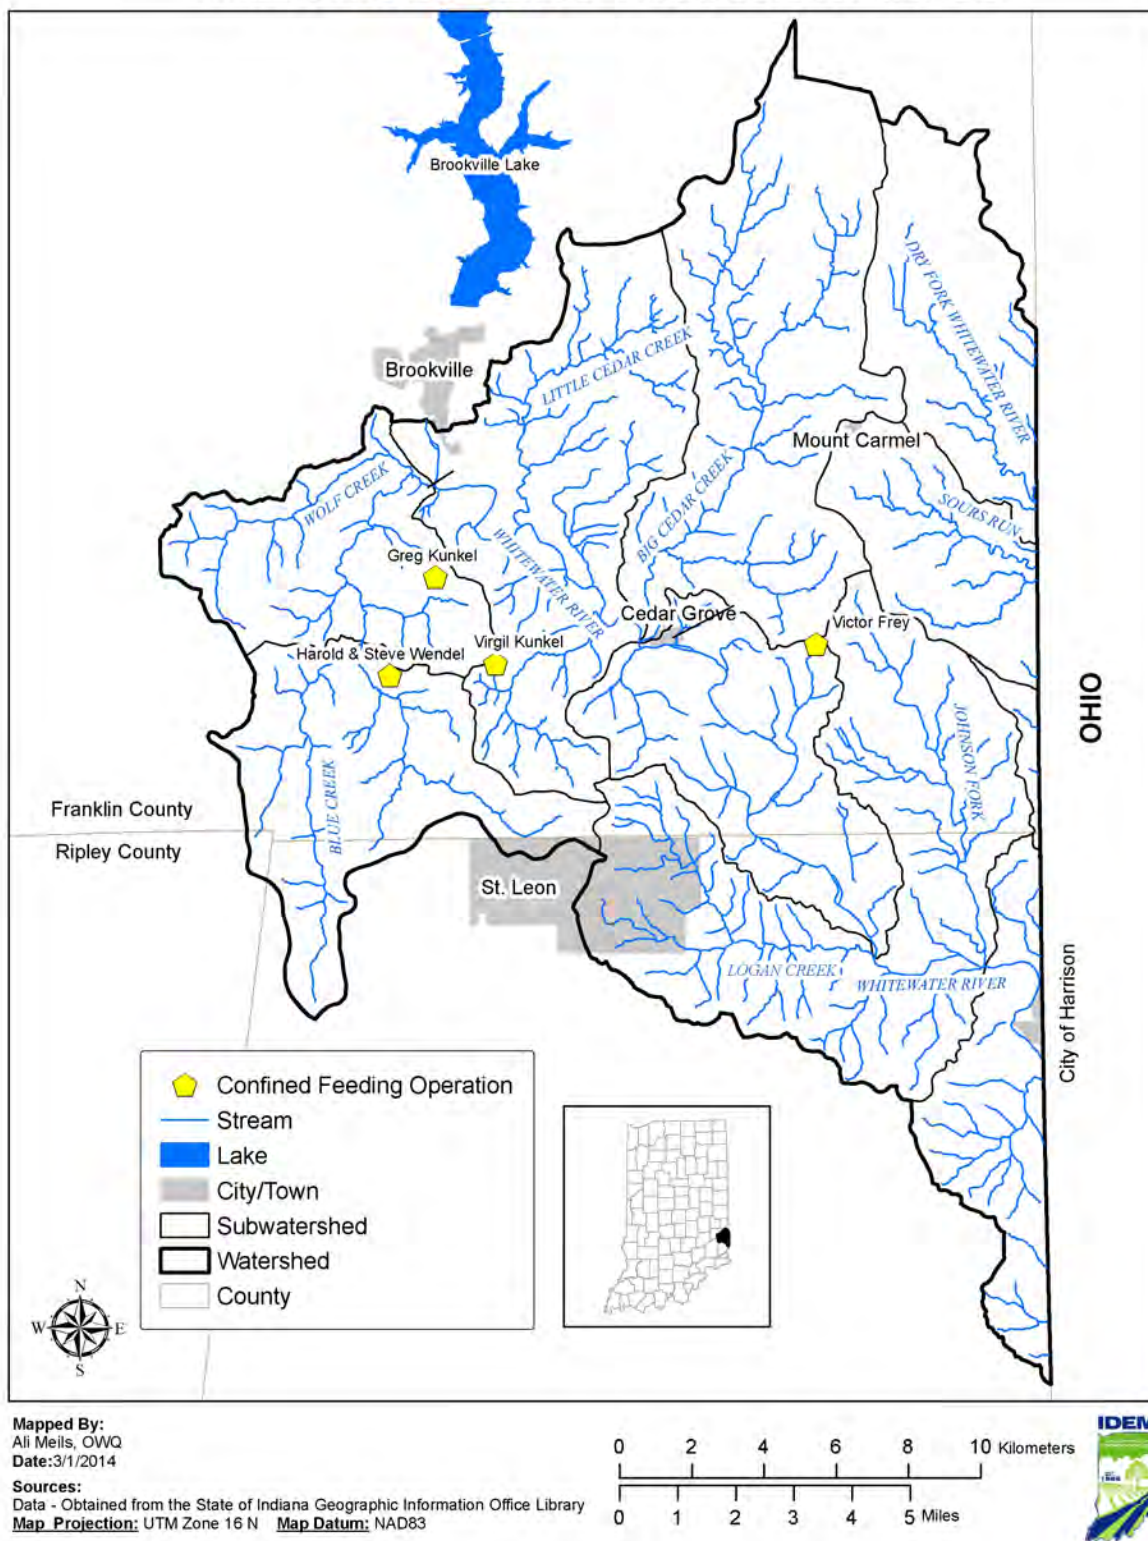 Brookville Lake
DRY FORK WHITEWATER RIVER
LITTLE CEDAR CREEK
Brookville
Mount Carmel
WOLF CREEK
BIG CEDAR CREEK
SOURS RUN
WHITEWATER RIVER
Greg Kunkel
Cedar Grove
Victor Frey
Virgil Kunkel
Harold & Steve Wendel
OHIO
JOHNSON FORK
BLUE CREEK
Franklin County
Ripley County
St. Leon
LOGAN CREEK
WHITEWATER RIVER
City of Harrison
Confined Feeding Operation
Stream
Lake
City/Town
Subwatershed
Watershed
County
N
W E
S
Mapped By:
Ali Meils, OWQ
Date:3/1/2014
Sources:
Data - Obtained from the State of Indiana Geographic Information Office Library
Map Projection: UTM Zone 16 N Map Datum: NAD83
0 2 4 6 8 10 Kilometers
0 1 2 3 4 5 Miles
IDEM